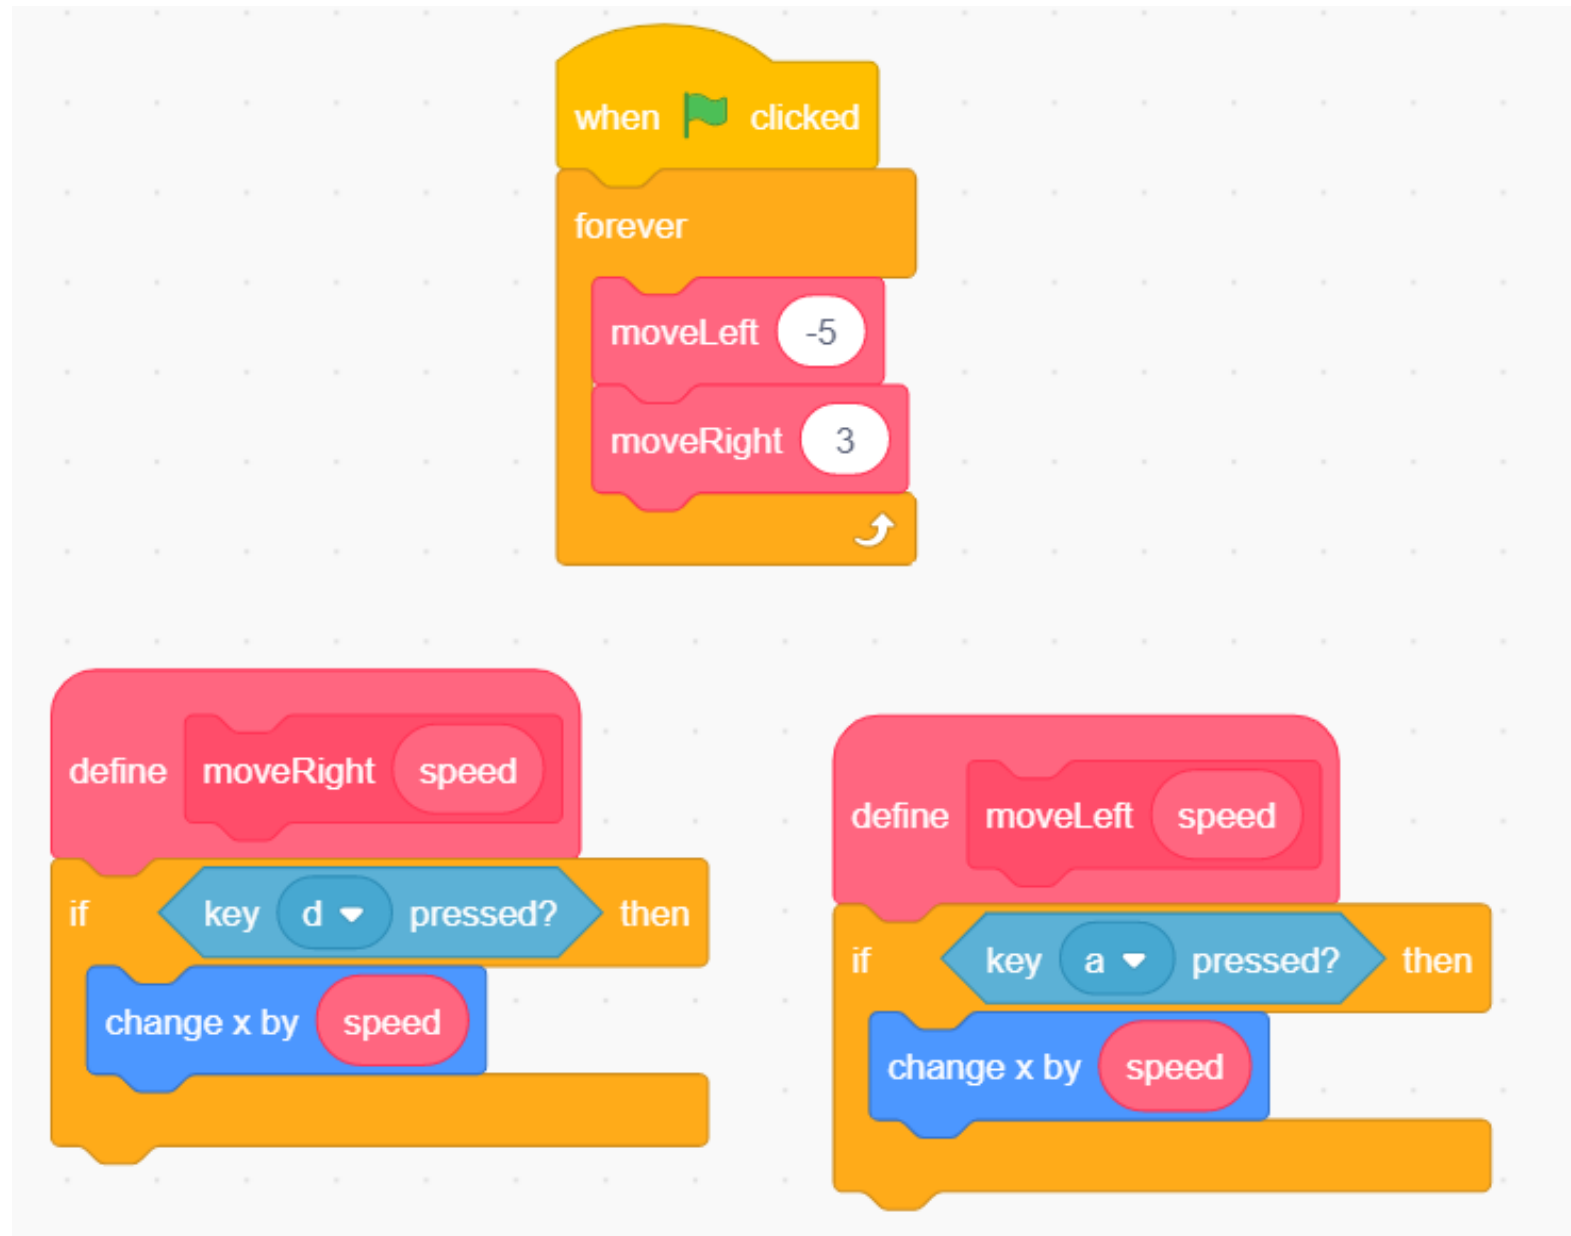 when clicked
forever
moveLeft -5
moveRight 3
define moveRight speed
if key d pressed? then
change x by speed
define moveLeft speed
if key a pressed? then
change x by speed